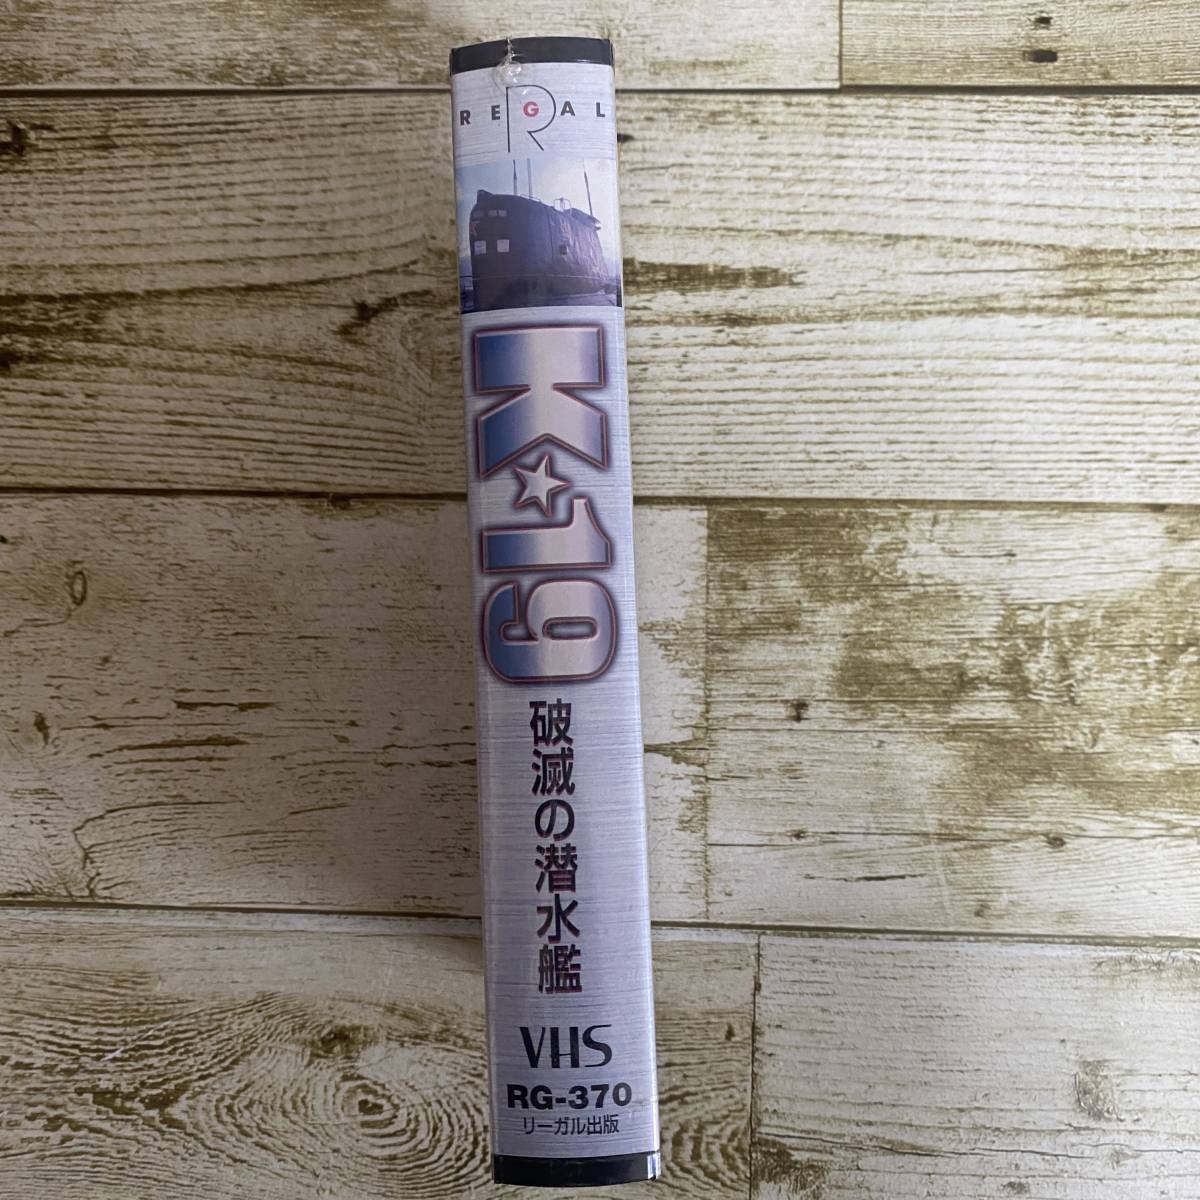 REGAL
R
K★19
破滅の潜水艦
VHS
RG-370
リーガル出版